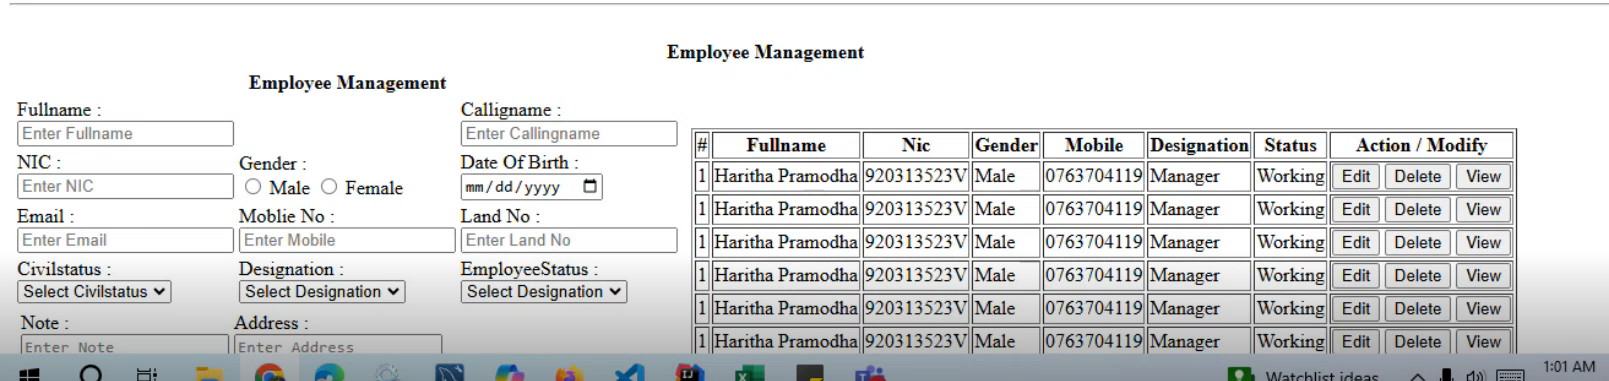 Employee Management
Employee Management
Fullname :
Calligname :
Enter Fullname
Enter Callingname
NIC :
Gender :
Date Of Birth :
Enter NIC
Male
Female
mm/dd/yyyy
Email :
Moblie No :
Land No :
Enter Email
Enter Mobile
Enter Land No
Civilstatus :
Designation :
EmployeeStatus :
Select Civilstatus
Select Designation
Select Designation
Note :
Address :
Enter Note
Enter Address
# Fullname Nic Gender Mobile Designation Status Action / Modify
1 Haritha Pramodha 920313523V Male 0763704119 Manager Working Edit Delete View
1 Haritha Pramodha 920313523V Male 0763704119 Manager Working Edit Delete View
1 Haritha Pramodha 920313523V Male 0763704119 Manager Working Edit Delete View
1 Haritha Pramodha 920313523V Male 0763704119 Manager Working Edit Delete View
1 Haritha Pramodha 920313523V Male 0763704119 Manager Working Edit Delete View
1 Haritha Pramodha 920313523V Male 0763704119 Manager Working Edit Delete View
Watchlist ideas
1:01 AM